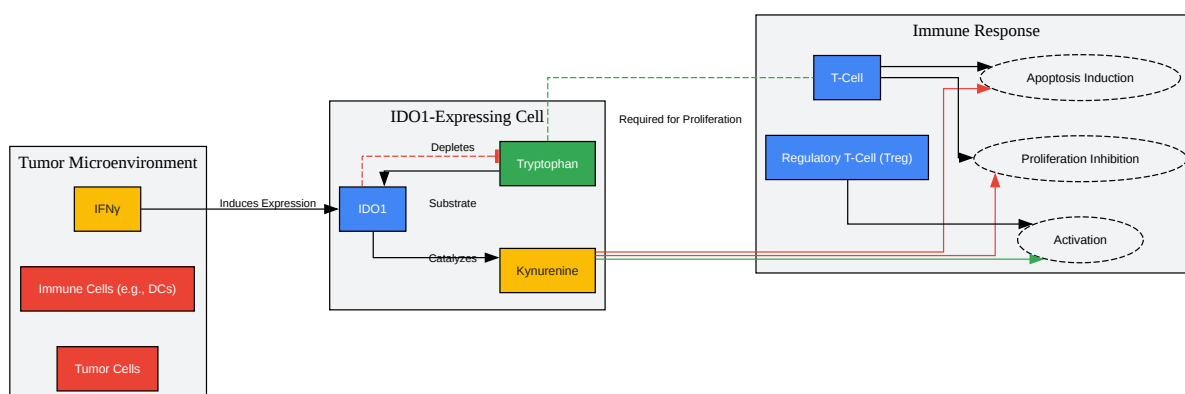 Tumor Microenvironment
IFNγ
Immune Cells (e.g., DCs)
Tumor Cells
Induces Expression
IDO1-Expressing Cell
Depletes
Tryptophan
IDO1
Substrate
Catalyzes
Kynurenine
Required for Proliferation
Immune Response
T-Cell
Apoptosis Induction
Regulatory T-Cell (Treg)
Proliferation Inhibition
Activation